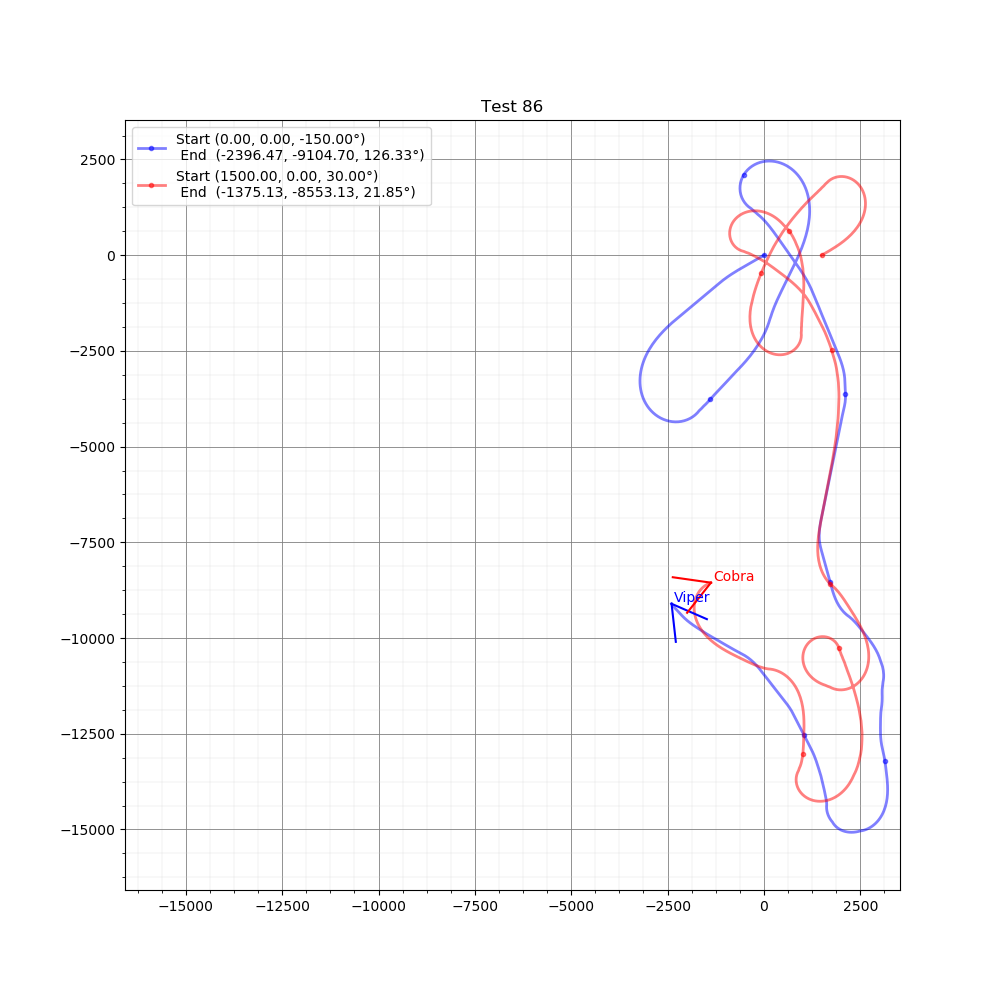 Test 86
Start (0.00, 0.00, -150.00°)
End (-2396.47, -9104.70, 126.33°)
Start (1500.00, 0.00, 30.00°)
End (-1375.13, -8553.13, 21.85°)
2500
0
−2500
−5000
−7500
−10000
−12500
−15000
Cobra
Viper
−15000 −12500 −10000 −7500 −5000 −2500 0 2500